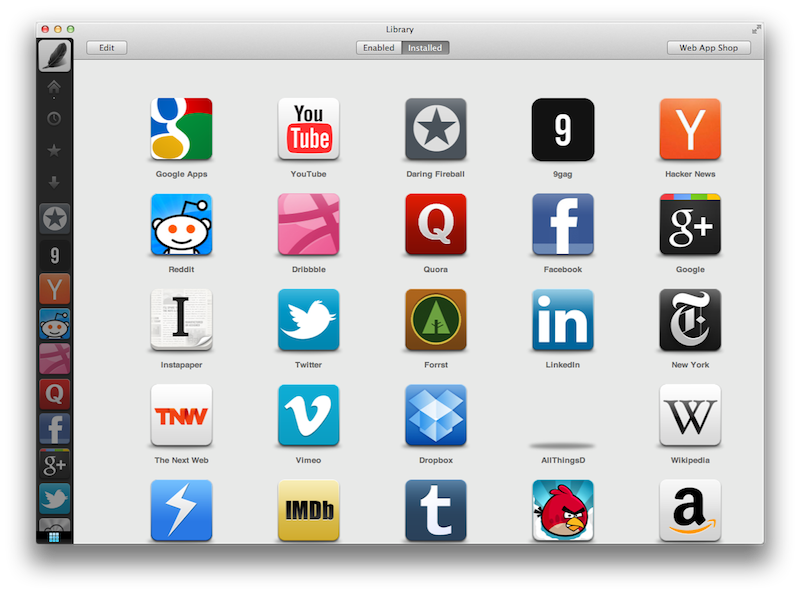 Library
Edit
Enabled Installed
Web App Shop
You
Tube
9
Y
Google Apps
YouTube
Daring Fireball
9gag
Hacker News
Q
f
g+
Reddit
Dribbble
Quora
Facebook
Google
I
in
T
Instapaper
Twitter
Forrst
LinkedIn
New York
TNW
v
W
The Next Web
Vimeo
Dropbox
AllThingsD
Wikipedia
IMDb
t
a
g
9
Y
Q
f
g+